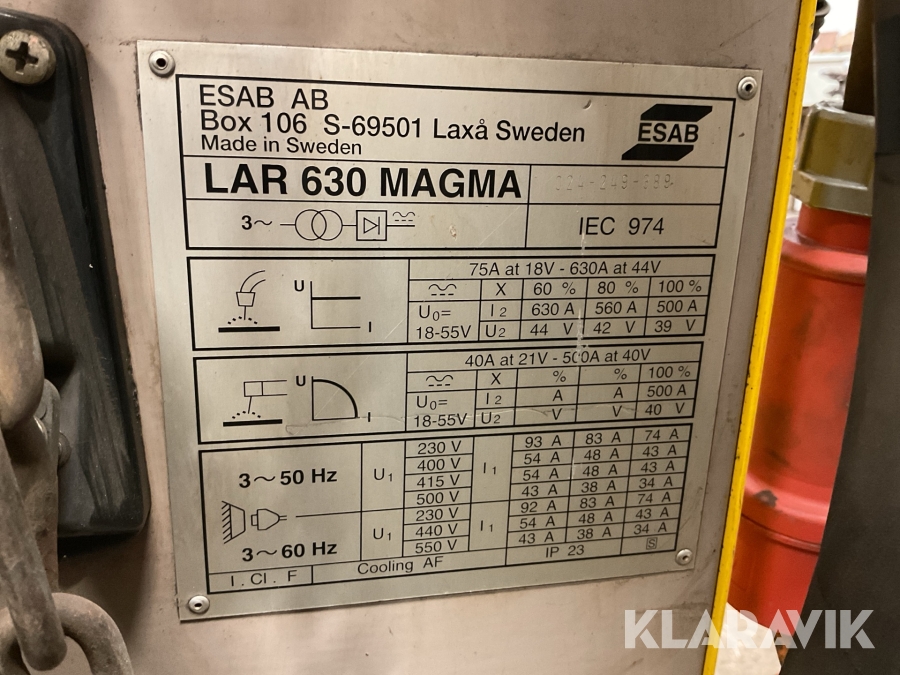 ESAB AB
Box 106 S-69501 Laxå Sweden
Made in Sweden
ESAB
LAR 630 MAGMA
3~
IEC 974
75A at 18V - 630A at 44V
U I
X 60 % 80 % 100 %
U0= 18-55V
I2 630 A 560 A 500 A
U2 44 V 42 V 39 V
40A at 21V - 500A at 40V
U I
X % % 100 %
U0= 18-55V
I2 A A 500 A
U2 V V 40 V
3~50 Hz
U1 I1
230 V 93 A 83 A 74 A
400 V 54 A 48 A 43 A
415 V 54 A 48 A 43 A
500 V 43 A 38 A 34 A
3~60 Hz
U1 I1
230 V 92 A 83 A 74 A
440 V 54 A 48 A 43 A
550 V 43 A 38 A 34 A
I. Cl. F Cooling AF IP 23 S
KLARAVIK